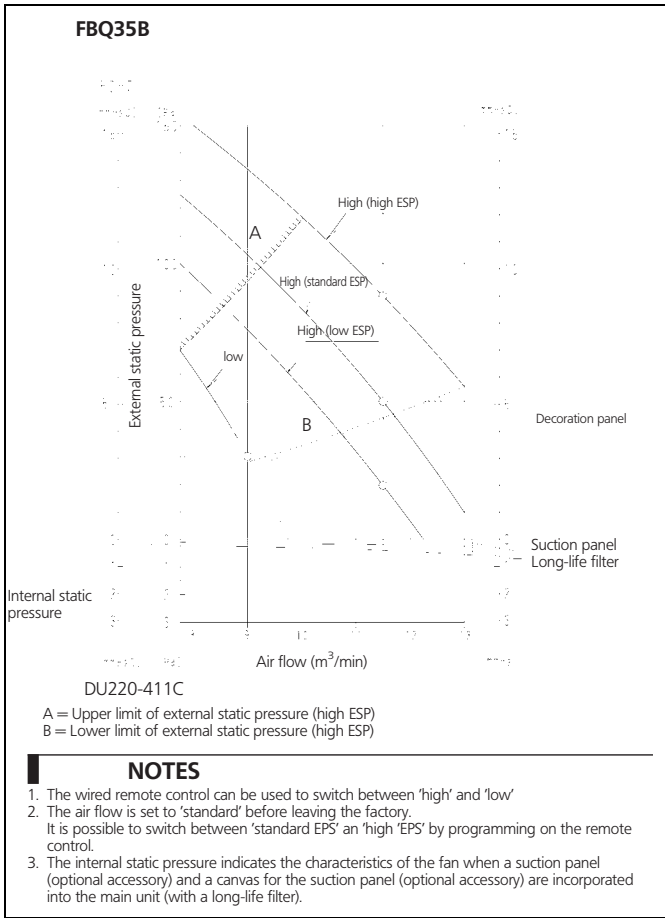 FBQ35B
High (high ESP)
A
High (standard ESP)
High (low ESP)
low
External static pressure
B
Decoration panel
Suction panel
Long-life filter
Internal static
pressure
Air flow (m³/min)
DU220-411C
A = Upper limit of external static pressure (high ESP)
B = Lower limit of external static pressure (high ESP)
NOTES
1. The wired remote control can be used to switch between 'high' and 'low'
2. The air flow is set to 'standard' before leaving the factory.
It is possible to switch between 'standard EPS' an 'high 'EPS' by programming on the remote
control.
3. The internal static pressure indicates the characteristics of the fan when a suction panel
(optional accessory) and a canvas for the suction panel (optional accessory) are incorporated
into the main unit (with a long-life filter).